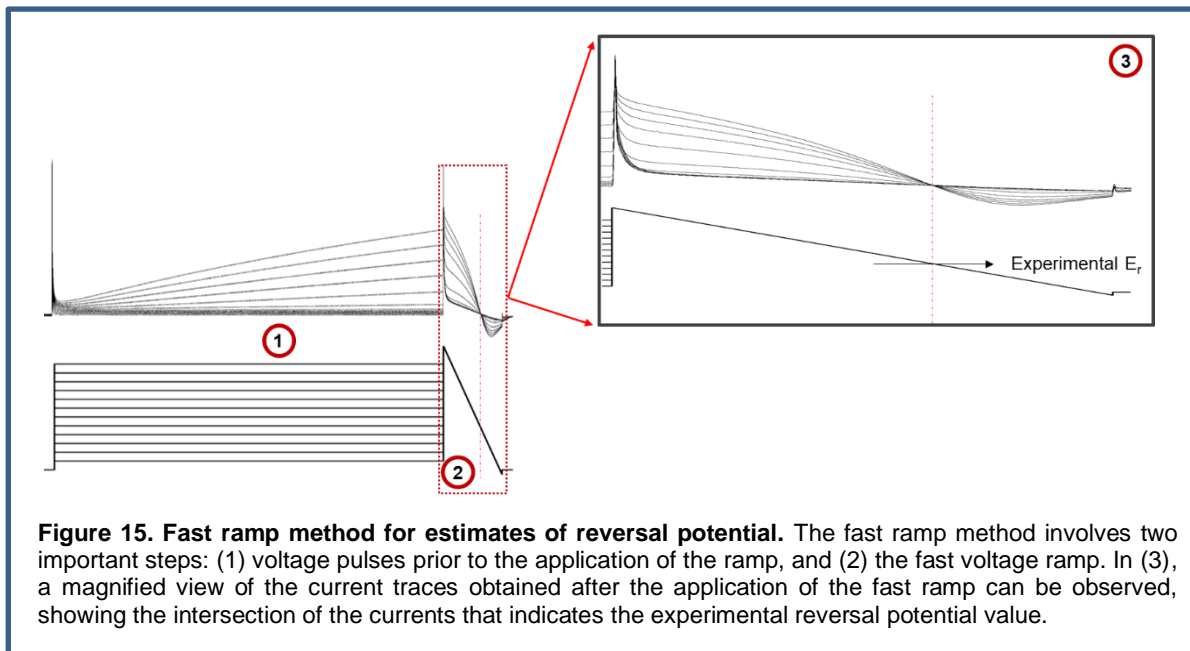 3
Experimental Er
1
2
Figure 15. Fast ramp method for estimates of reversal potential. The fast ramp method involves two
important steps: (1) voltage pulses prior to the application of the ramp, and (2) the fast voltage ramp. In (3),
a magnified view of the current traces obtained after the application of the fast ramp can be observed,
showing the intersection of the currents that indicates the experimental reversal potential value.